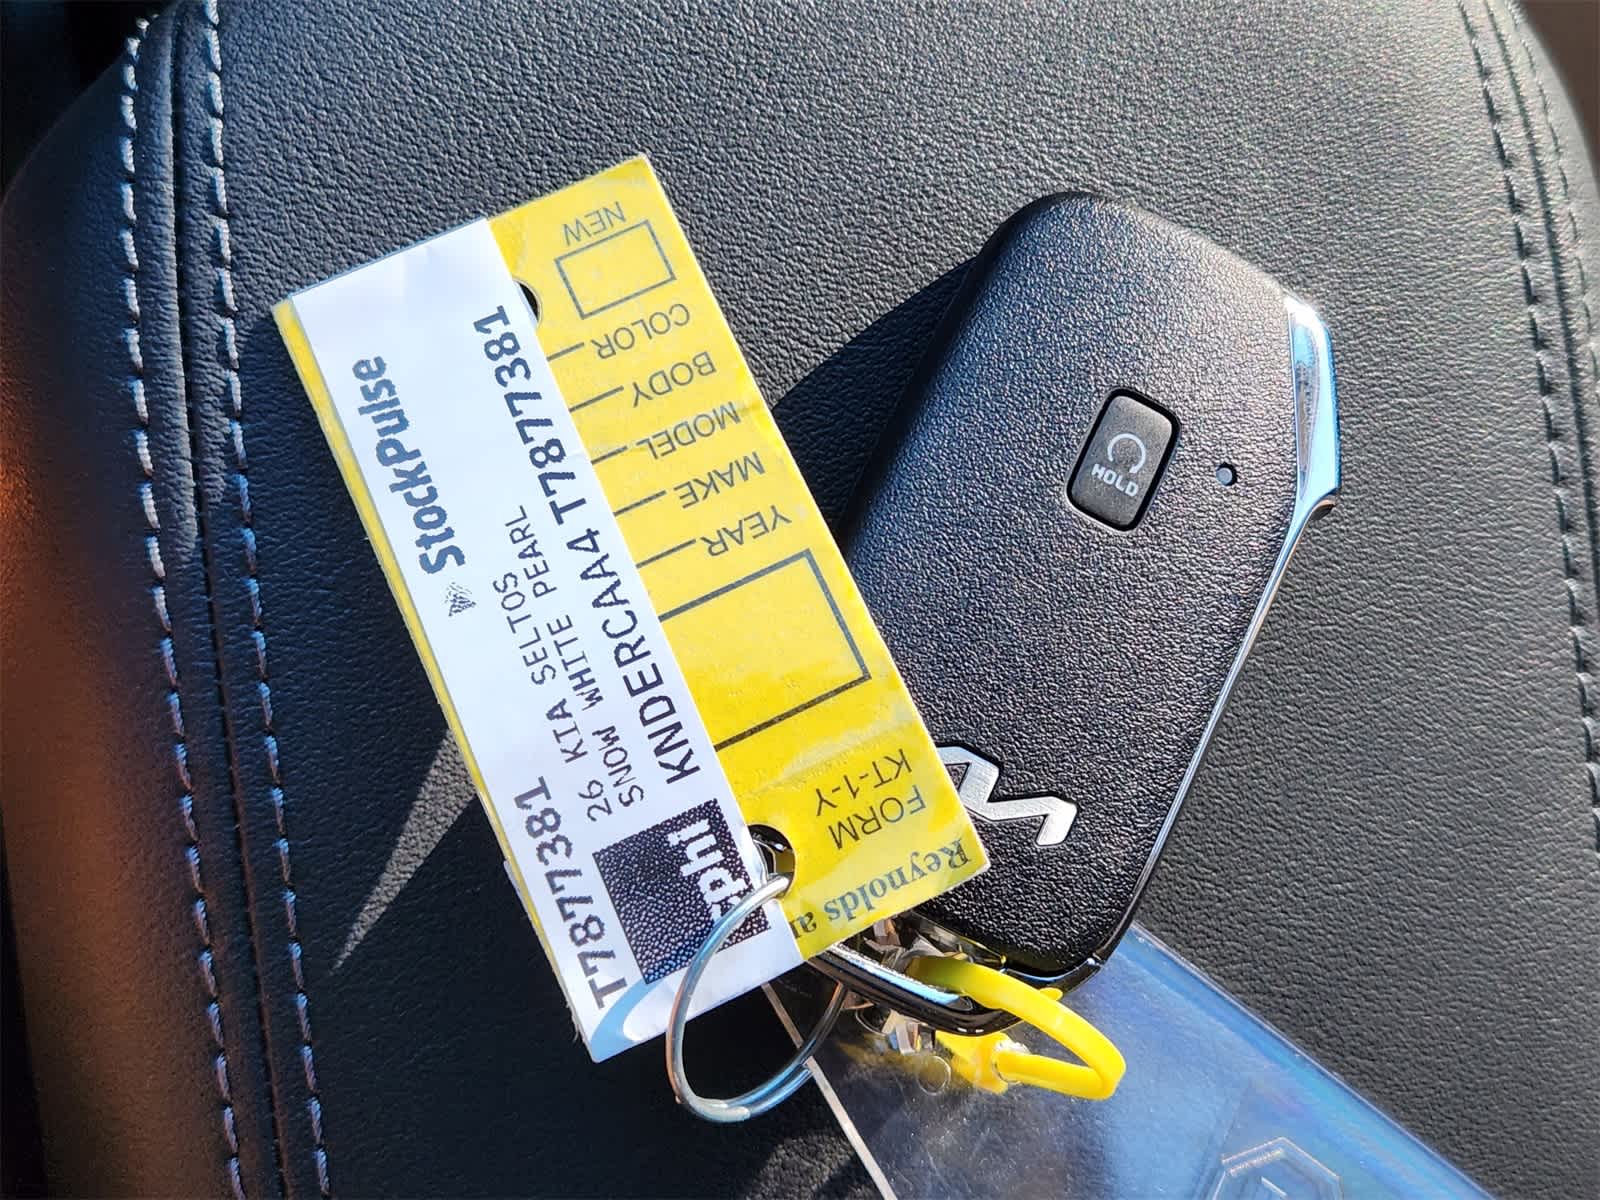 StockPulse
T7877381
26 KIA SELTOS
SNOW WHITE PEARL
KNDERCAA4 T7877381
phi
NEW
COLOR
BODY
MODEL
MAKE
YEAR
FORM
KT-1-Y
Reynolds a
HOLD